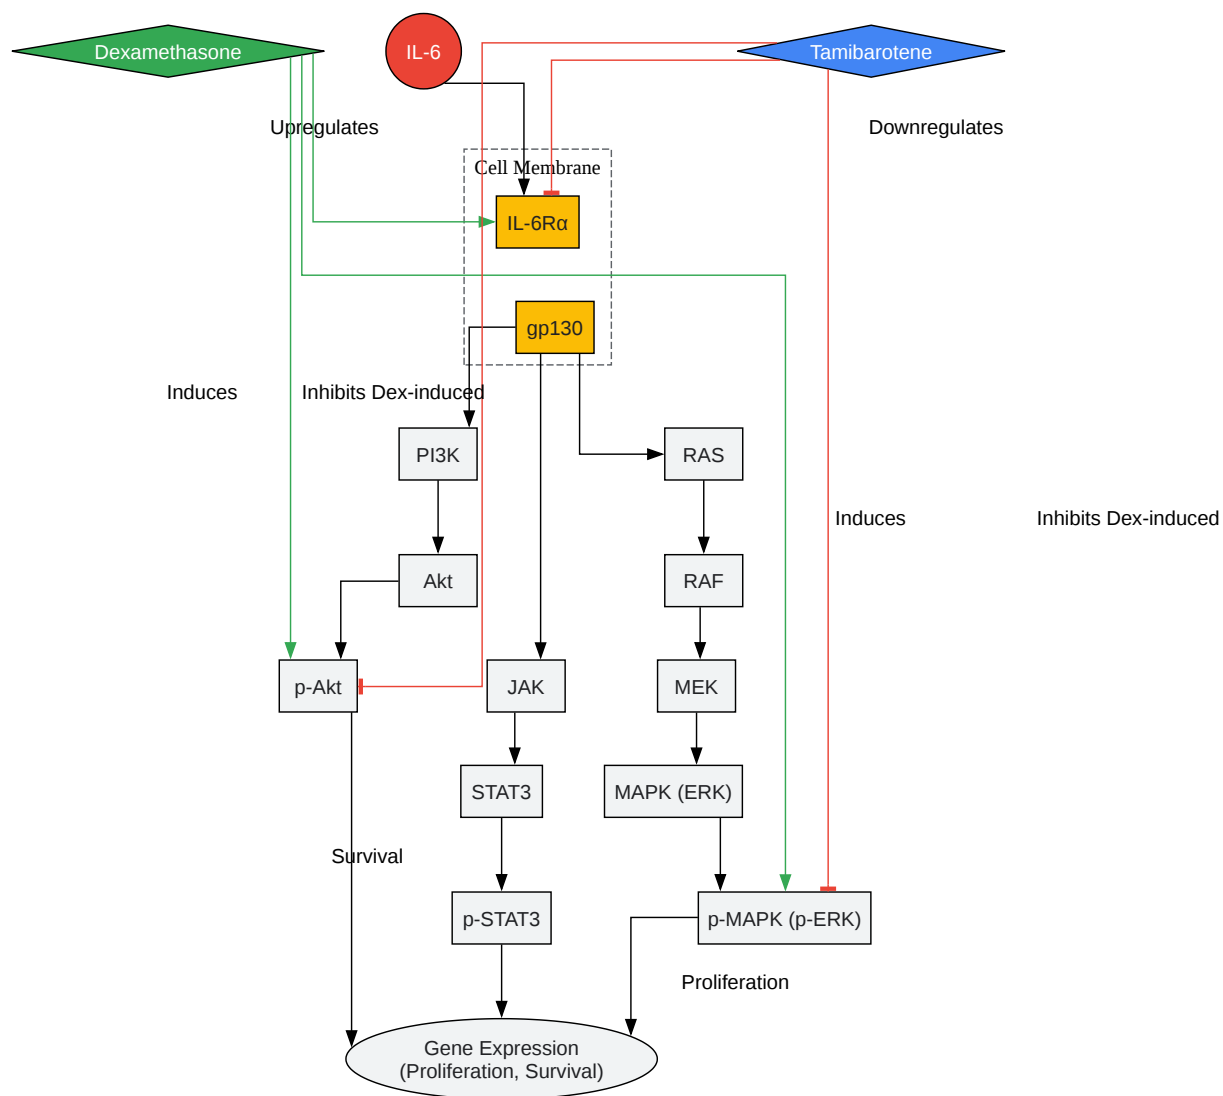 Dexamethasone
IL-6
Tamibarotene
Upregulates
Downregulates
Cell Membrane
IL-6Rα
gp130
Induces
Inhibits Dex-induced
PI3K
RAS
Induces
Inhibits Dex-induced
Akt
RAF
p-Akt
JAK
MEK
STAT3
MAPK (ERK)
Survival
p-STAT3
p-MAPK (p-ERK)
Proliferation
Gene Expression
(Proliferation, Survival)